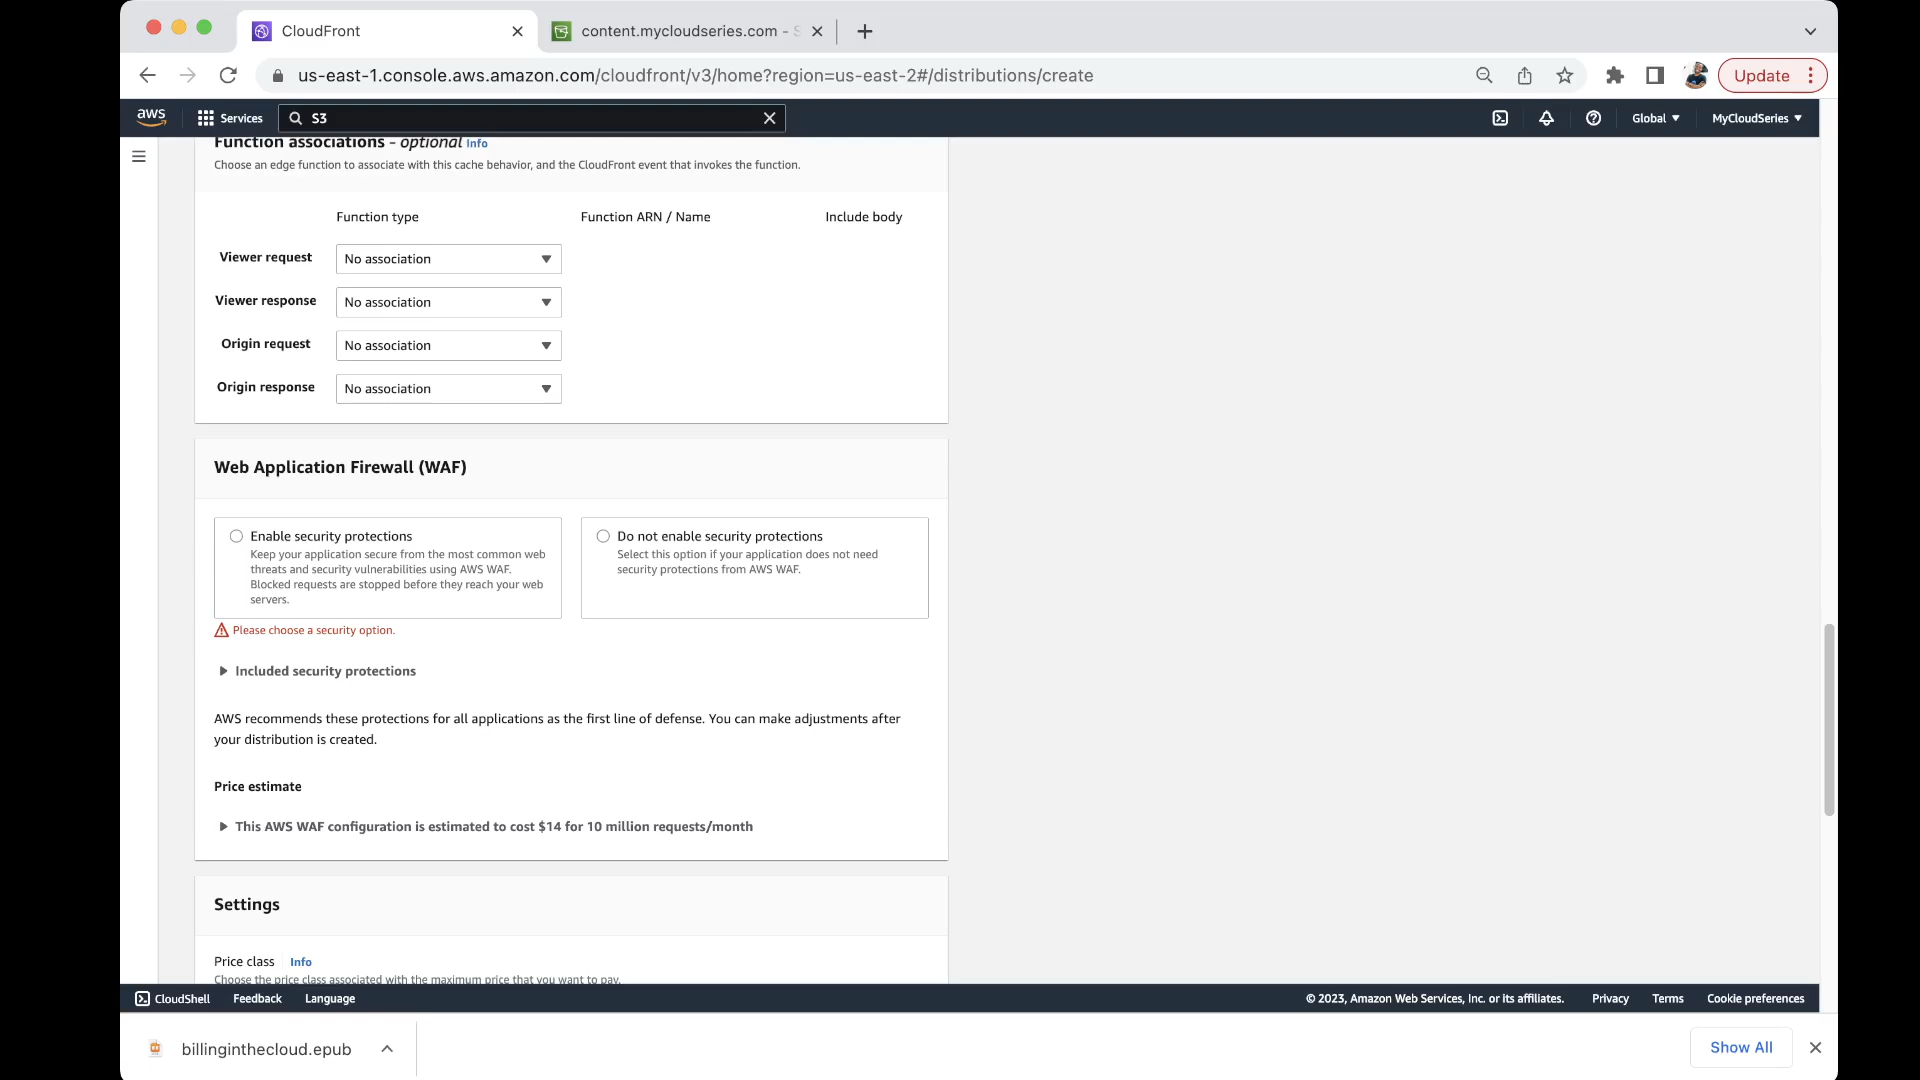 CloudFront
content.mycloudseries.com - S
us-east-1.console.aws.amazon.com/cloudfront/v3/home?region=us-east-2#/distributions/create
Update
aws
Services
S3
Global
MyCloudSeries
Function associations - optional Info
Choose an edge function to associate with this cache behavior, and the CloudFront event that invokes the function.
Function type Function ARN / Name Include body
Viewer request No association
Viewer response No association
Origin request No association
Origin response No association
Web Application Firewall (WAF)
Enable security protections
Keep your application secure from the most common web
threats and security vulnerabilities using AWS WAF.
Blocked requests are stopped before they reach your web
servers.
Do not enable security protections
Select this option if your application does not need
security protections from AWS WAF.
Please choose a security option.
Included security protections
AWS recommends these protections for all applications as the first line of defense. You can make adjustments after
your distribution is created.
Price estimate
This AWS WAF configuration is estimated to cost $14 for 10 million requests/month
Settings
Price class Info
Choose the price class associated with the maximum price that you want to pay.
CloudShell Feedback Language
© 2023, Amazon Web Services, Inc. or its affiliates. Privacy Terms Cookie preferences
billinginthecloud.epub
Show All